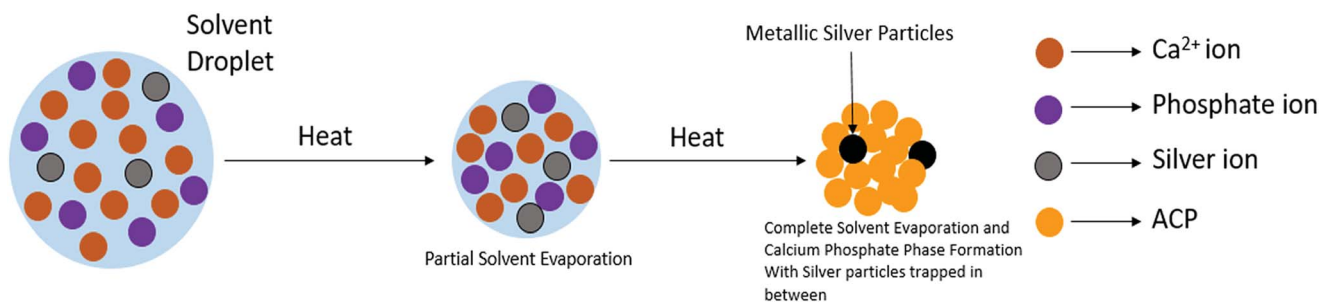 Solvent
Droplet
Heat
Partial Solvent Evaporation
Heat
Metallic Silver Particles
Complete Solvent Evaporation and
Calcium Phosphate Phase Formation
With Silver particles trapped in
between
Ca²⁺ ion
Phosphate ion
Silver ion
ACP